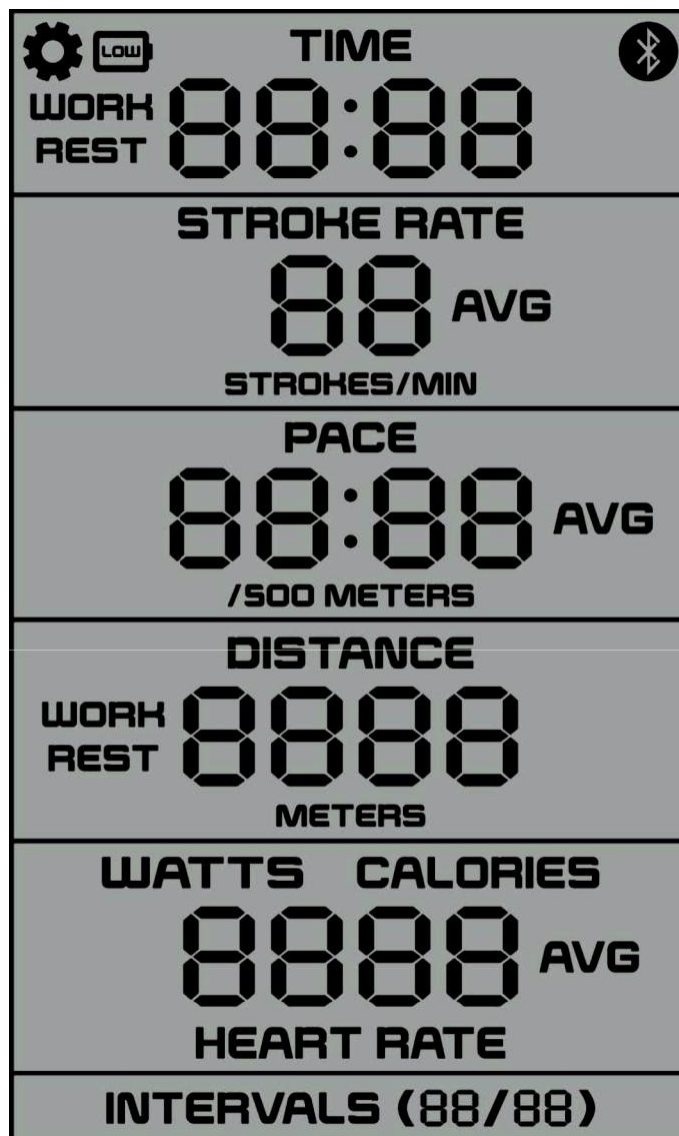 LOW
TIME
WORK
REST
88:88
STROKE RATE
88 AVG
STROKES/MIN
PACE
88:88 AVG
/500 METERS
DISTANCE
WORK
REST
8888
METERS
WATTS CALORIES
8888 AVG
HEART RATE
INTERVALS (88/88)